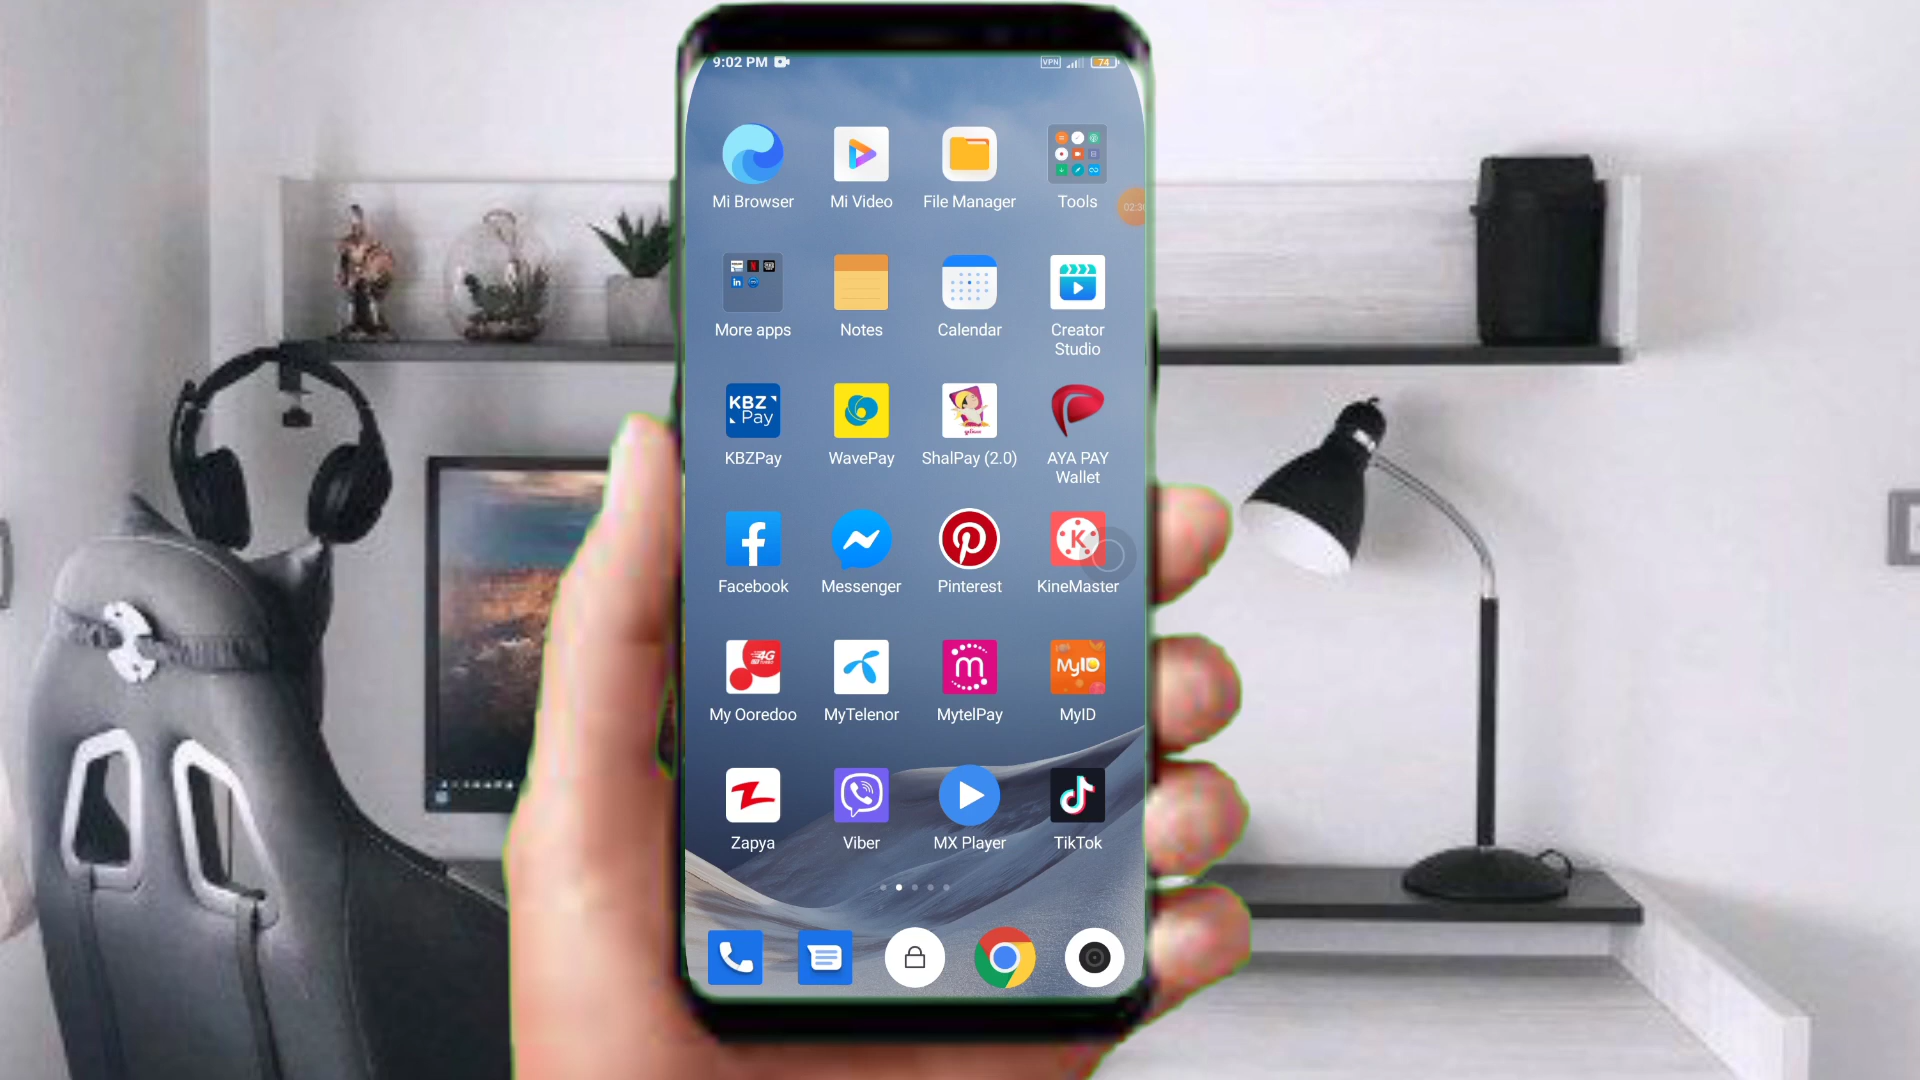 9:02 PM
VPN
74
Mi Browser
Mi Video
File Manager
Tools
More apps
Notes
Calendar
Creator
Studio
KBZ
Pay
KBZPay
WavePay
ShalPay (2.0)
AYA PAY
Wallet
Facebook
Messenger
Pinterest
K
KineMaster
4G
My Ooredoo
MyTelenor
m
MytelPay
MyID
MyID
Zapya
Viber
MX Player
TikTok